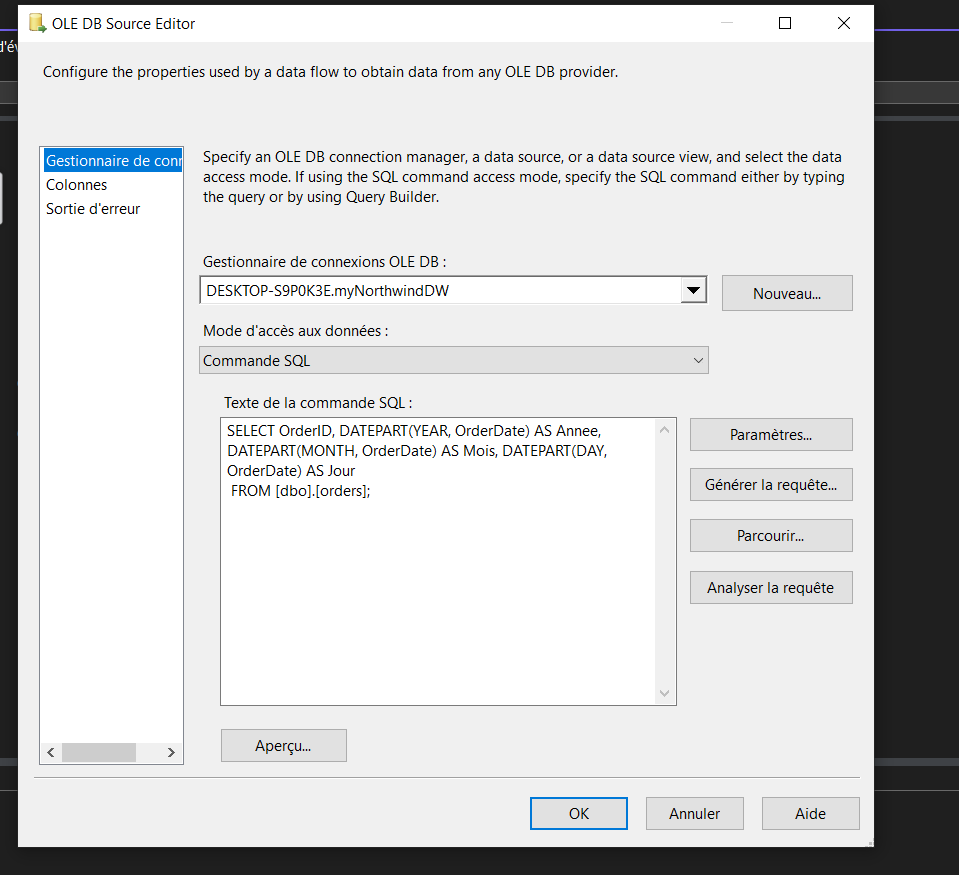 OLE DB Source Editor
d'év
Configure the properties used by a data flow to obtain data from any OLE DB provider.
Gestionnaire de conn
Colonnes
Sortie d'erreur
Specify an OLE DB connection manager, a data source, or a data source view, and select the data
access mode. If using the SQL command access mode, specify the SQL command either by typing
the query or by using Query Builder.
Gestionnaire de connexions OLE DB :
DESKTOP-S9P0K3E.myNorthwindDW
Nouveau...
Mode d'accès aux données :
Commande SQL
Texte de la commande SQL :
SELECT OrderID, DATEPART(YEAR, OrderDate) AS Annee,
DATEPART(MONTH, OrderDate) AS Mois, DATEPART(DAY,
OrderDate) AS Jour
FROM [dbo].[orders];
Paramètres...
Générer la requête...
Parcourir...
Analyser la requête
Aperçu...
OK
Annuler
Aide